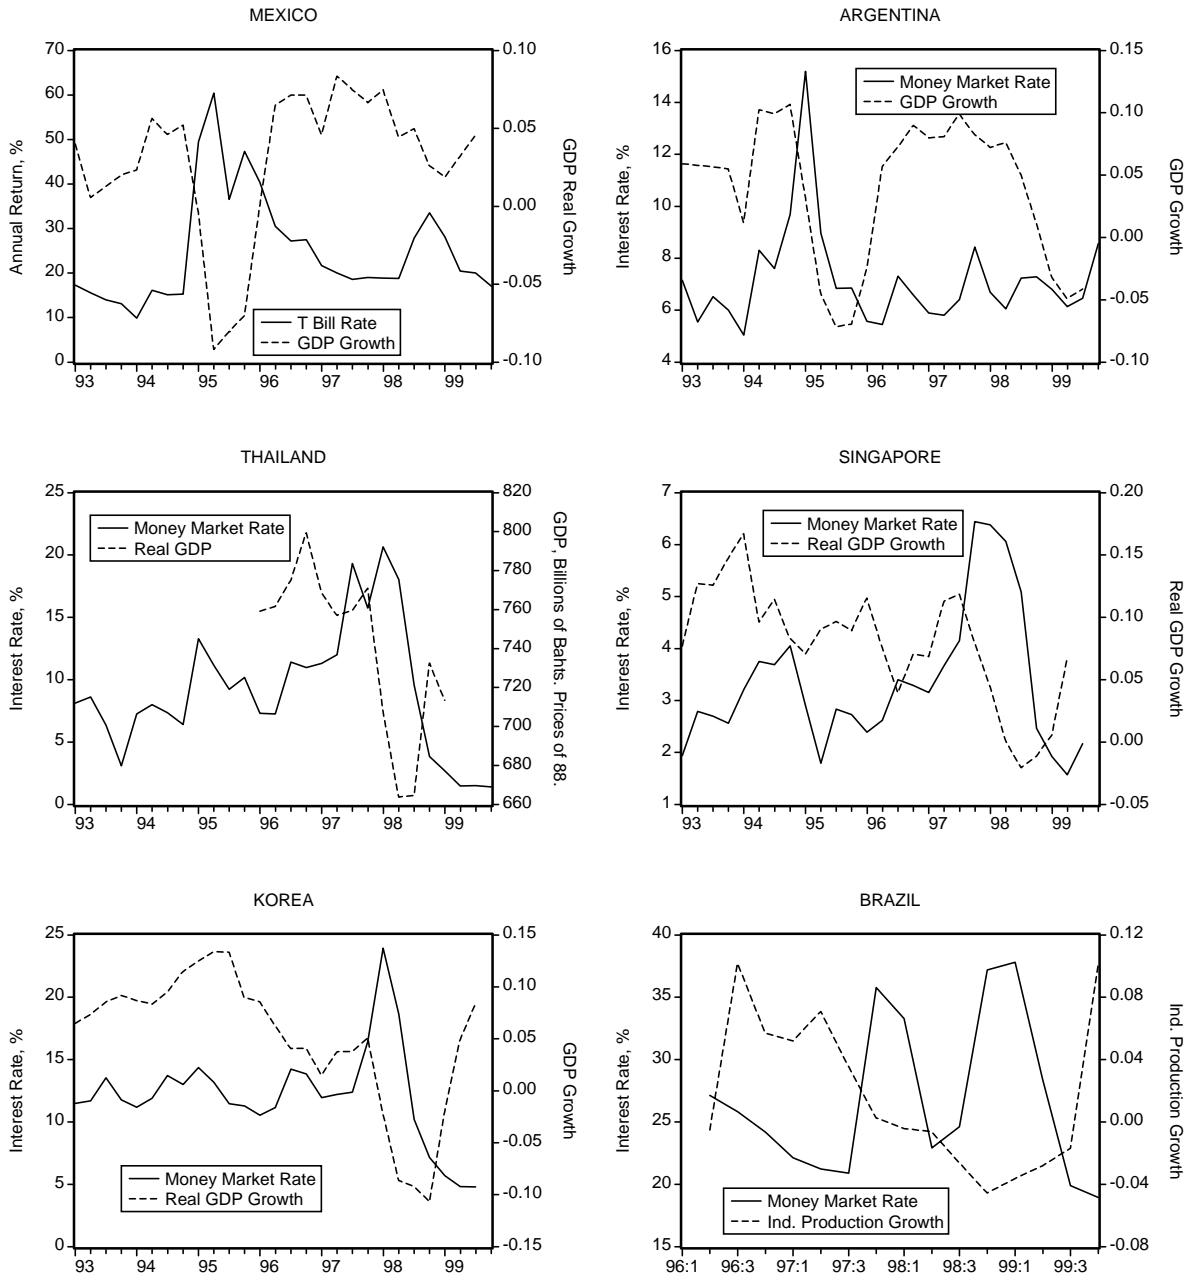 MEXICO
70
60
50
40
30
20
10
0
Annual Return, %
0.10
0.05
0.00
-0.05
-0.10
GDP Real Growth
T Bill Rate
GDP Growth
93 94 95 96 97 98 99
ARGENTINA
16
14
12
10
8
6
4
Interest Rate, %
0.15
0.10
0.05
0.00
-0.05
-0.10
GDP Growth
Money Market Rate
GDP Growth
93 94 95 96 97 98 99
THAILAND
25
20
15
10
5
0
Interest Rate, %
820
800
780
760
740
720
700
680
660
GDP, Billions of Bahts. Prices of 88.
Money Market Rate
Real GDP
93 94 95 96 97 98 99
SINGAPORE
7
6
5
4
3
2
1
Interest Rate, %
0.20
0.15
0.10
0.05
0.00
-0.05
Real GDP Growth
Money Market Rate
Real GDP Growth
93 94 95 96 97 98 99
KOREA
25
20
15
10
5
0
Interest Rate, %
0.15
0.10
0.05
0.00
-0.05
-0.10
-0.15
GDP Growth
Money Market Rate
Real GDP Growth
93 94 95 96 97 98 99
BRAZIL
40
35
30
25
20
15
Interest Rate, %
0.12
0.08
0.04
0.00
-0.04
-0.08
Ind. Production Growth
Money Market Rate
Ind. Production Growth
96:1 96:3 97:1 97:3 98:1 98:3 99:1 99:3